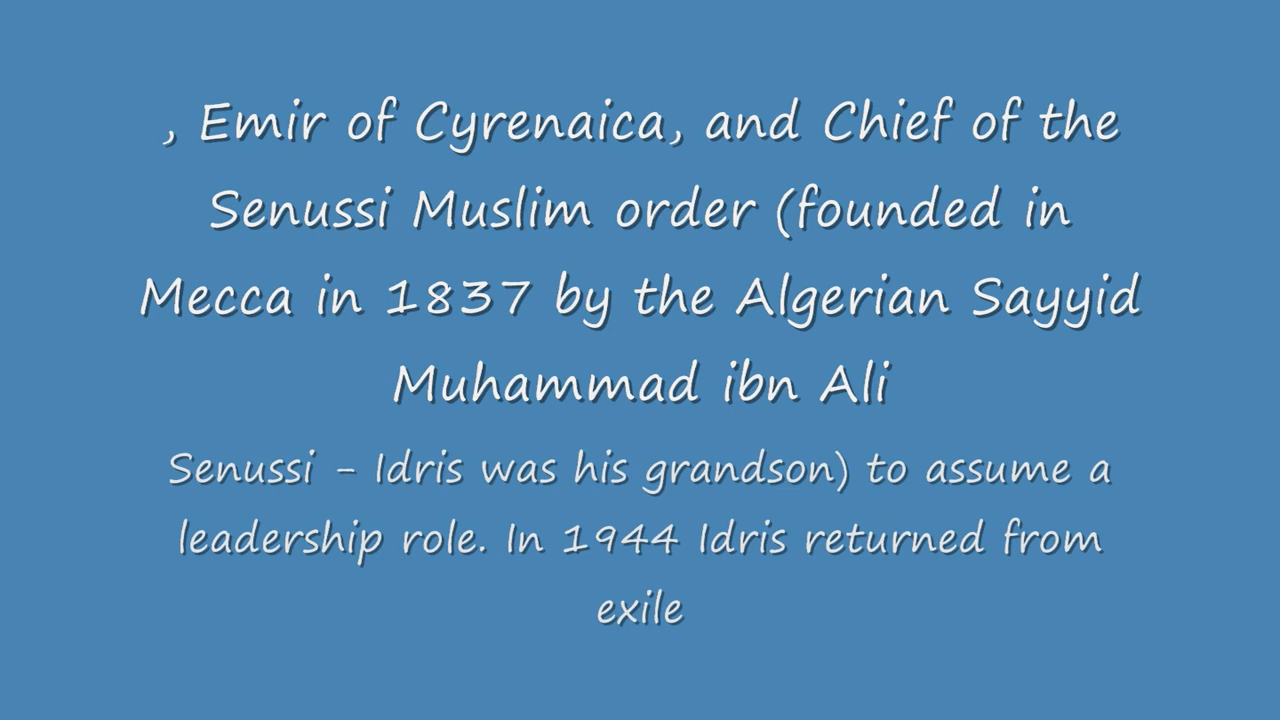 , Emir of Cyrenaica, and Chief of the
Senussi Muslim order (founded in
Mecca in 1837 by the Algerian Sayyid
Muhammad ibn Ali
Senussi - Idris was his grandson) to assume a
leadership role. In 1944 Idris returned from
exile